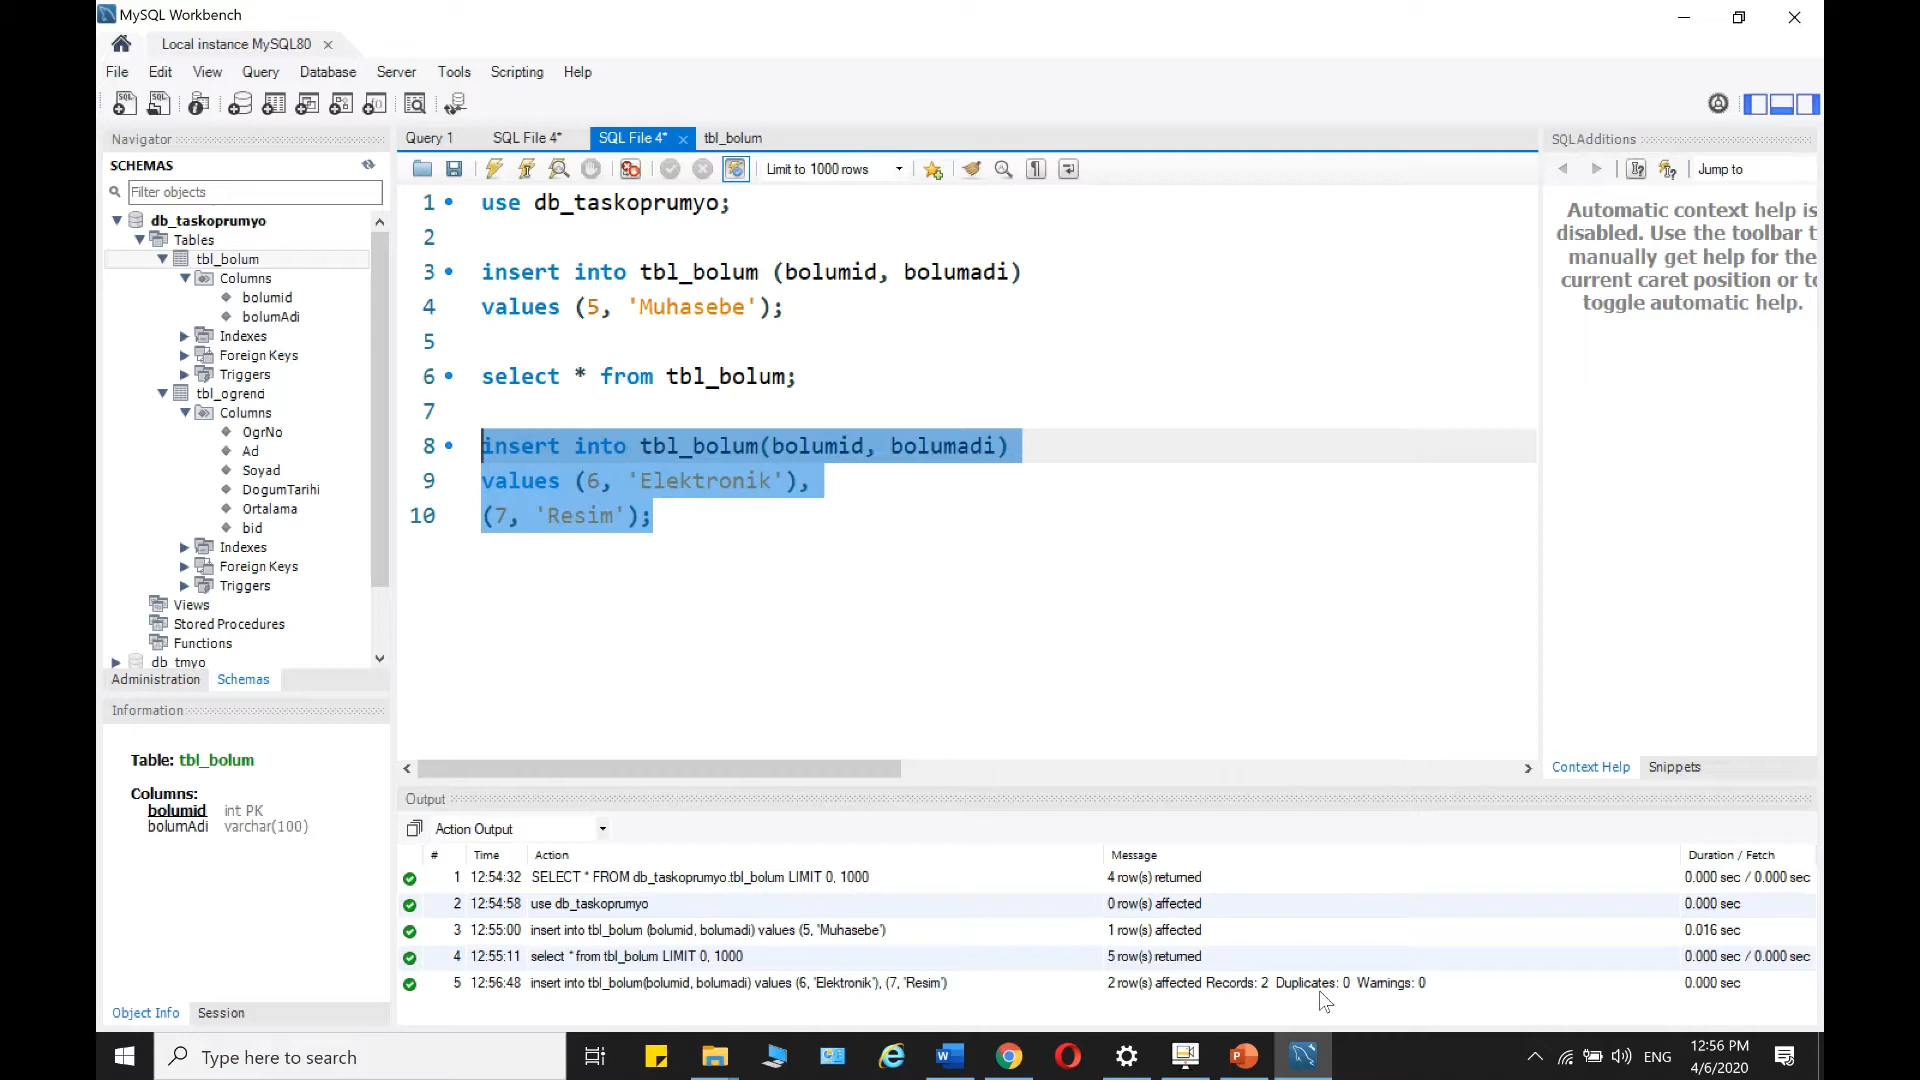 MySQL Workbench
Local instance MySQL80
File Edit View Query Database Server Tools Scripting Help
Navigator
SCHEMAS
Filter objects
db_taskoprumyo
Tables
tbl_bolum
Columns
bolumid
bolumAdi
Indexes
Foreign Keys
Triggers
tbl_ogrenci
Columns
OgrNo
Ad
Soyad
DogumTarihi
Ortalama
bid
Indexes
Foreign Keys
Triggers
Views
Stored Procedures
Functions
db_tmyo
Administration Schemas
Information
Table: tbl_bolum
Columns:
bolumid int PK
bolumAdi varchar(100)
Object Info Session
Query 1 SQL File 4* SQL File 4* tbl_bolum
Limit to 1000 rows
1 use db_taskoprumyo;
2
3 insert into tbl_bolum (bolumid, bolumadi)
4 values (5, 'Muhasebe');
5
6 select * from tbl_bolum;
7
8 insert into tbl_bolum(bolumid, bolumadi)
9 values (6, 'Elektronik'),
10 (7, 'Resim');
SQLAdditions
Jump to
Automatic context help is
disabled. Use the toolbar t
manually get help for the
current caret position or to
toggle automatic help.
Context Help Snippets
Output
Action Output
# Time Action Message Duration / Fetch
1 12:54:32 SELECT * FROM db_taskoprumyo.tbl_bolum LIMIT 0, 1000 4 row(s) returned 0.000 sec / 0.000 sec
2 12:54:58 use db_taskoprumyo 0 row(s) affected 0.000 sec
3 12:55:00 insert into tbl_bolum (bolumid, bolumadi) values (5, 'Muhasebe') 1 row(s) affected 0.016 sec
4 12:55:11 select * from tbl_bolum LIMIT 0, 1000 5 row(s) returned 0.000 sec / 0.000 sec
5 12:56:48 insert into tbl_bolum(bolumid, bolumadi) values (6, 'Elektronik'), (7, 'Resim') 2 row(s) affected Records: 2 Duplicates: 0 Warnings: 0 0.000 sec
Type here to search
ENG
12:56 PM
4/6/2020